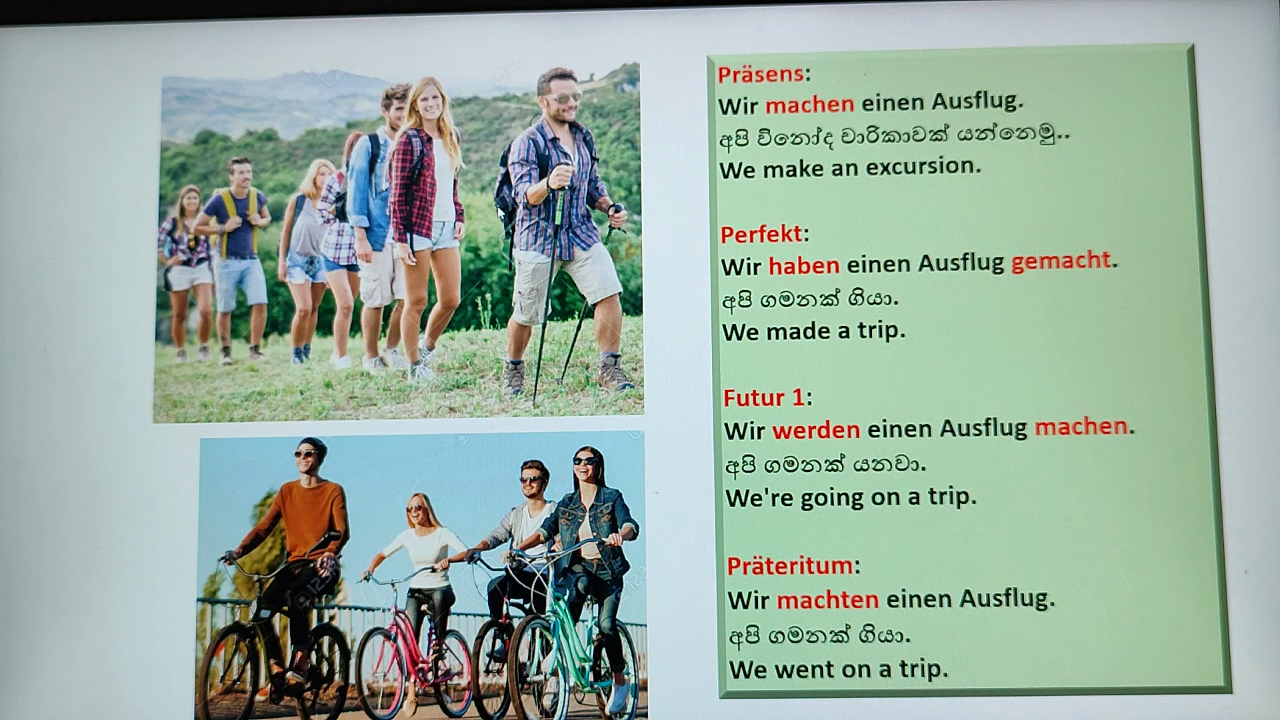 Präsens:
Wir machen einen Ausflug.
අපි විනෝද චාරිකාවක් යන්නෙමු..
We make an excursion.
Perfekt:
Wir haben einen Ausflug gemacht.
අපි ගමනක් ගියා.
We made a trip.
Futur 1:
Wir werden einen Ausflug machen.
අපි ගමනක් යනවා.
We're going on a trip.
Präteritum:
Wir machten einen Ausflug.
අපි ගමනක් ගියා.
We went on a trip.